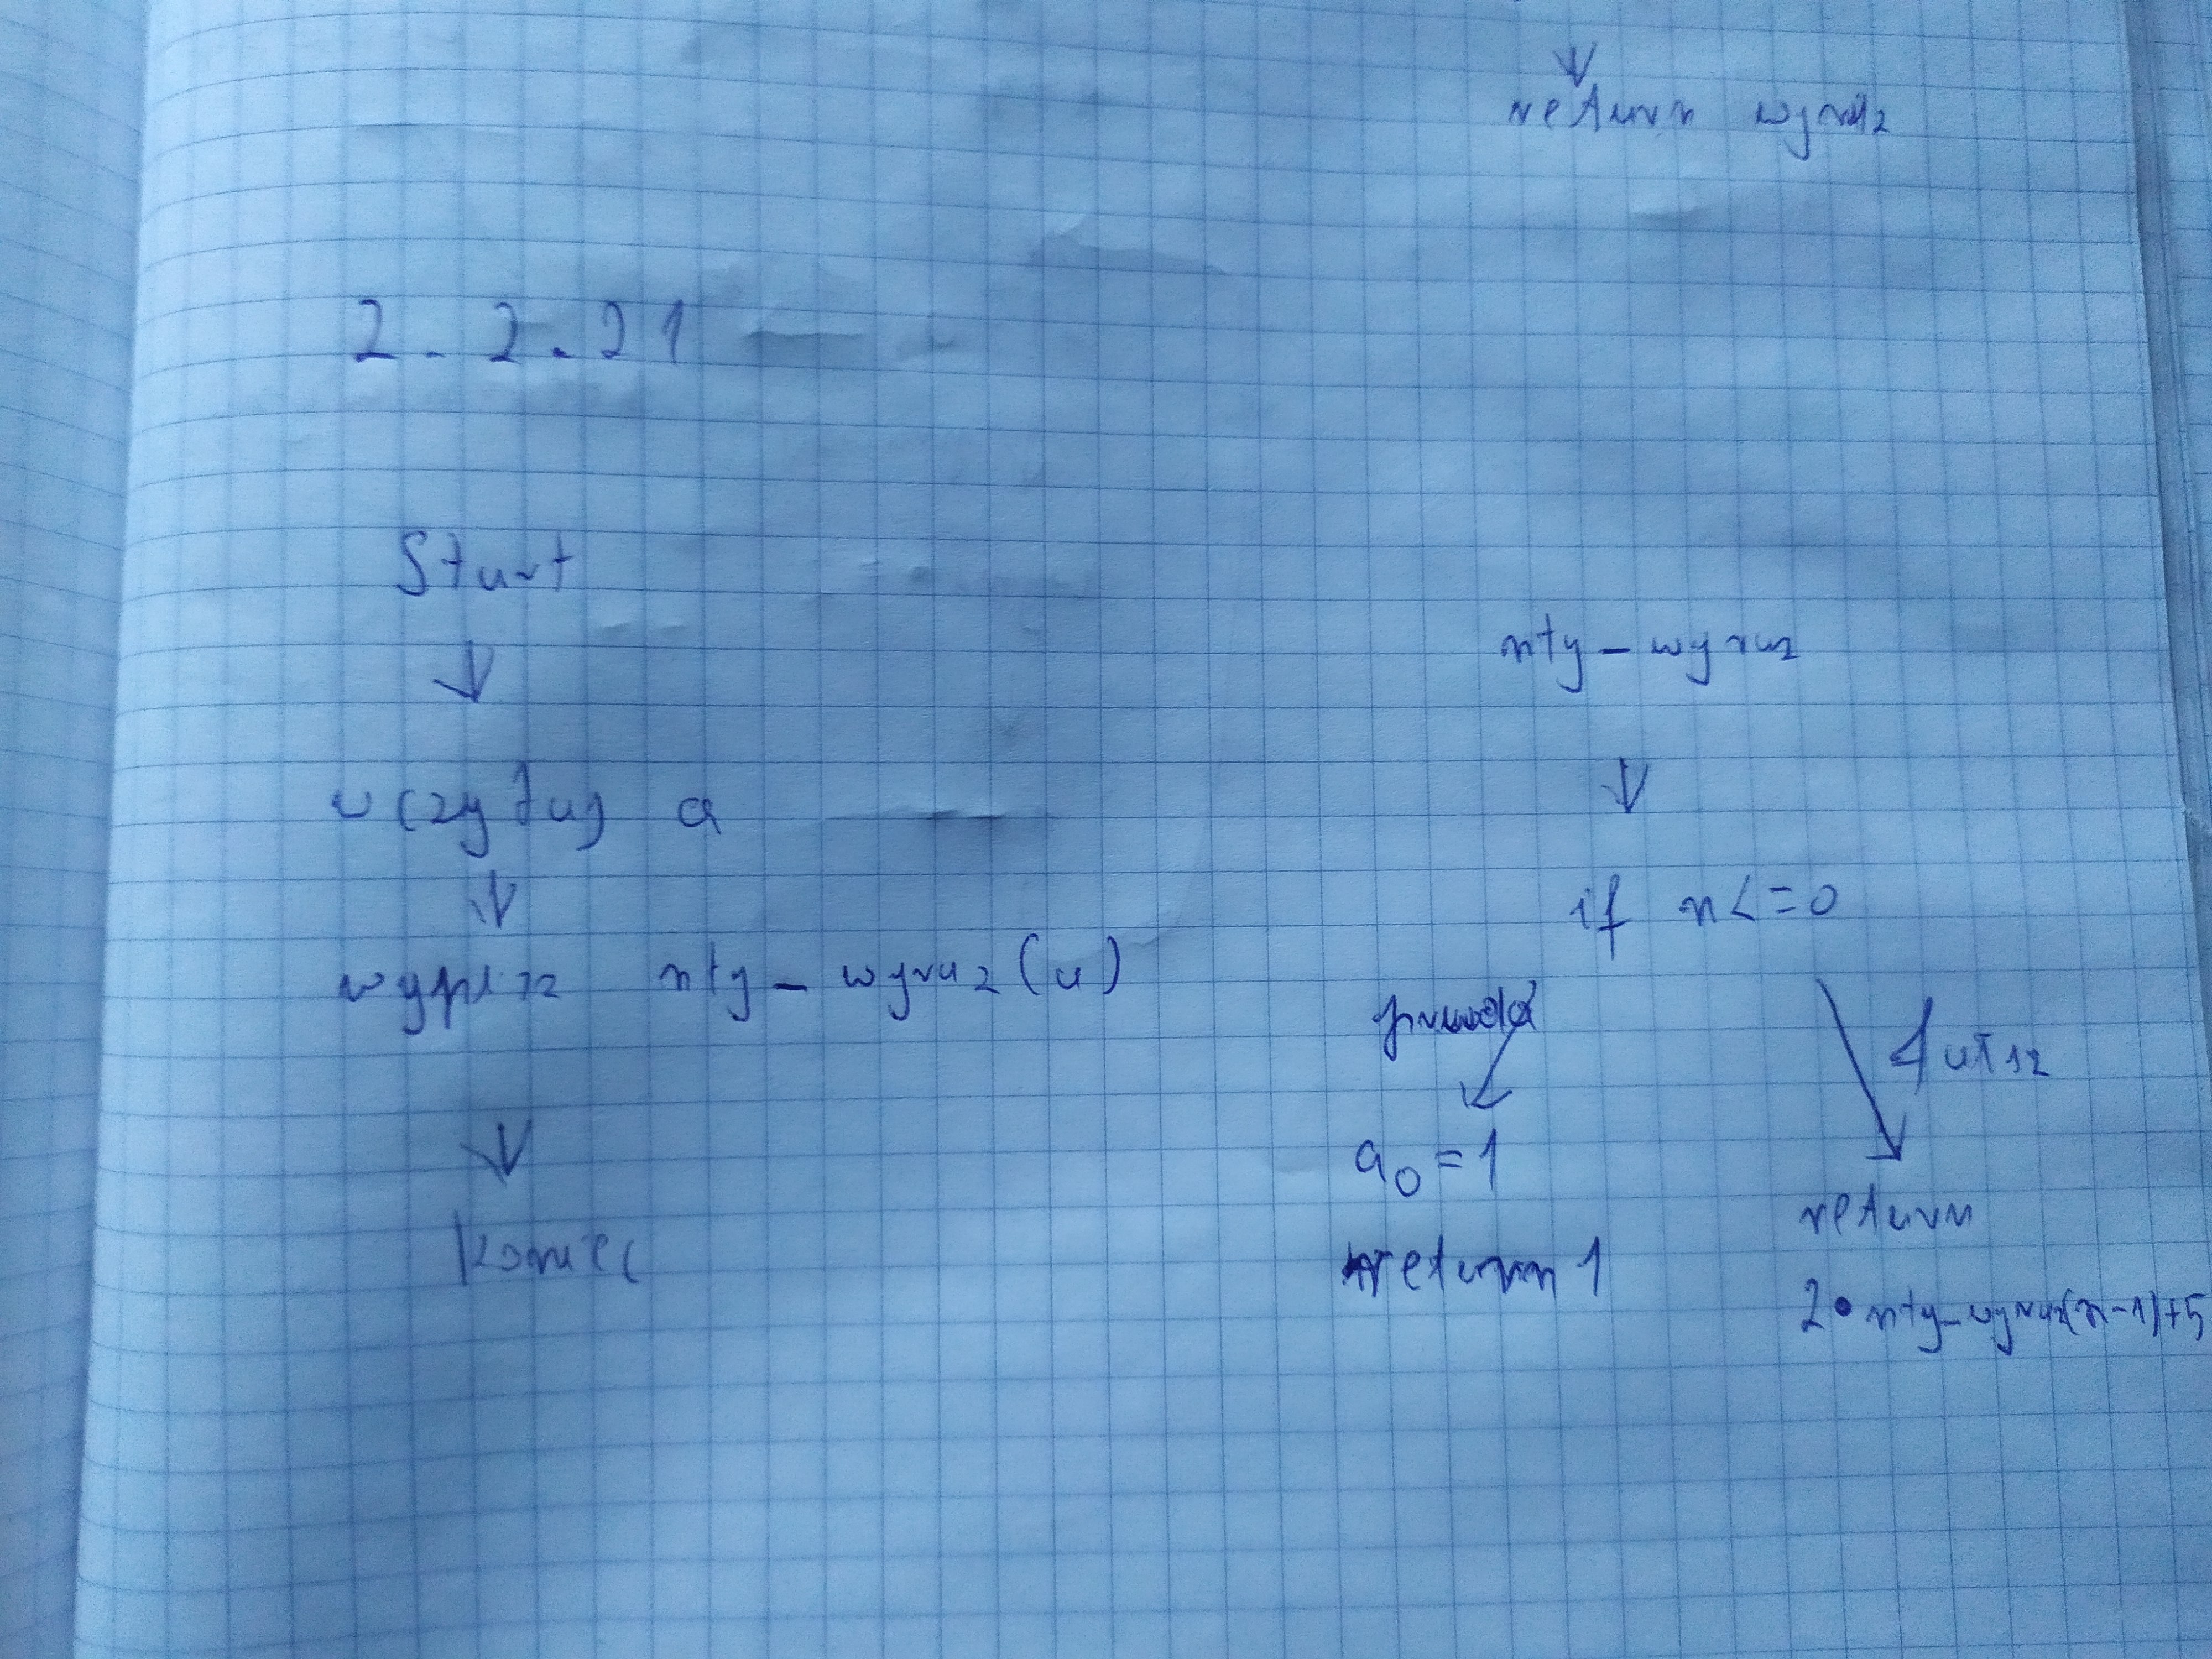 return wyraz
2.2.21
Start
wczytaj a
wypisz nty_wyraz(a)
Koniec
nty_wyraz
if n<=0
prawda
fałsz
a₀=1
return 1
return
2•nty_wyraz(n-1)+5